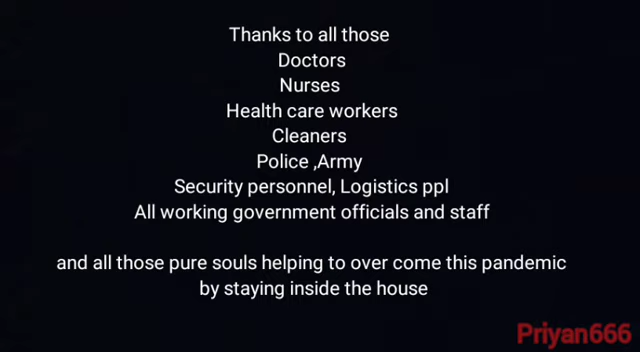 Thanks to all those
Doctors
Nurses
Health care workers
Cleaners
Police ,Army
Security personnel, Logistics ppl
All working government officials and staff
and all those pure souls helping to over come this pandemic
by staying inside the house
Priyan666